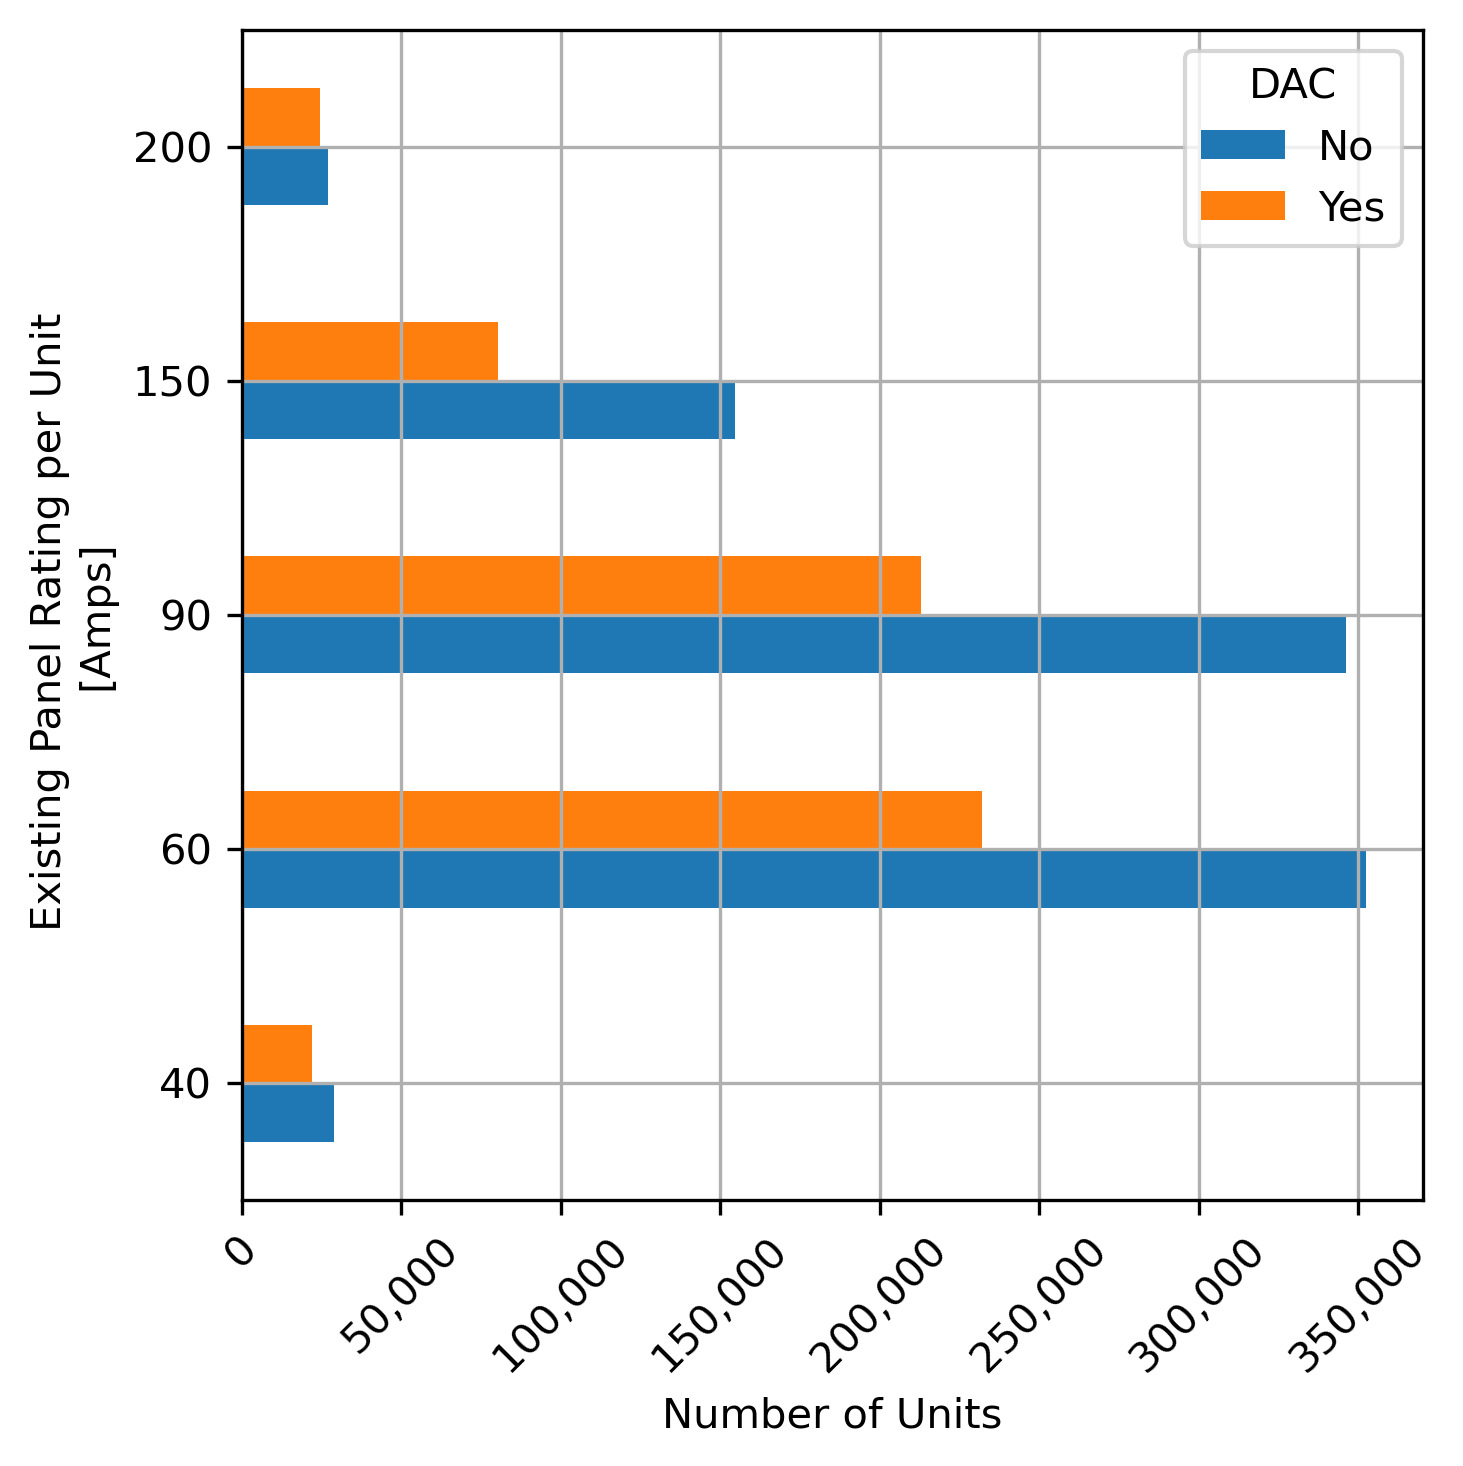 DAC
No
Yes
200
150
90
60
40
Existing Panel Rating per Unit
[Amps]
0
50,000
100,000
150,000
200,000
250,000
300,000
350,000
Number of Units